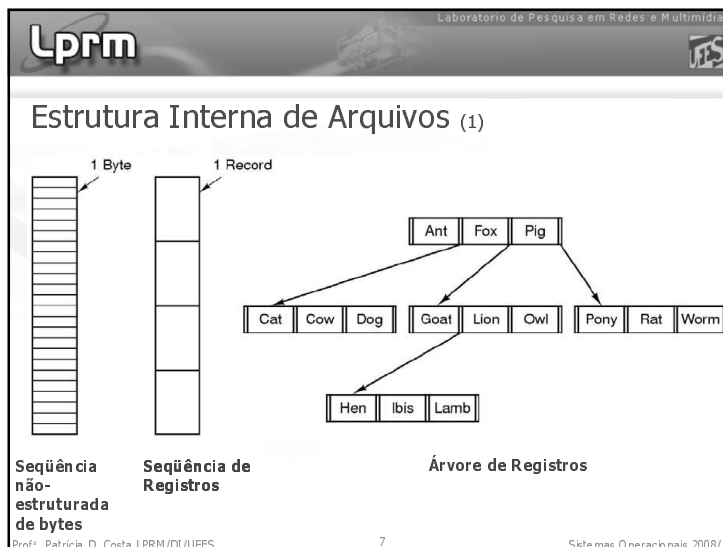 Laboratorio de Pesquisa em Redes e Multimídia
Lprm
UFES
Estrutura Interna de Arquivos (1)
1 Byte
1 Record
Ant Fox Pig
Cat Cow Dog
Goat Lion Owl
Pony Rat Worm
Hen Ibis Lamb
Seqüência
não-
estruturada
de bytes
Seqüência de
Registros
Árvore de Registros
Profª. Patrícia D. Costa LPRM/DI/UFES
7
Sistemas Operacionais 2008/